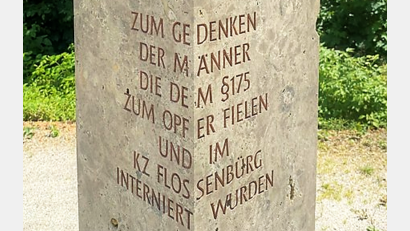 ZUM GEDENKEN
DER MÄNNER
DIE DEM §175
ZUM OPFER FIELEN
UND IM
KZ FLOSSENBÜRG
INTERNIERT WURDEN